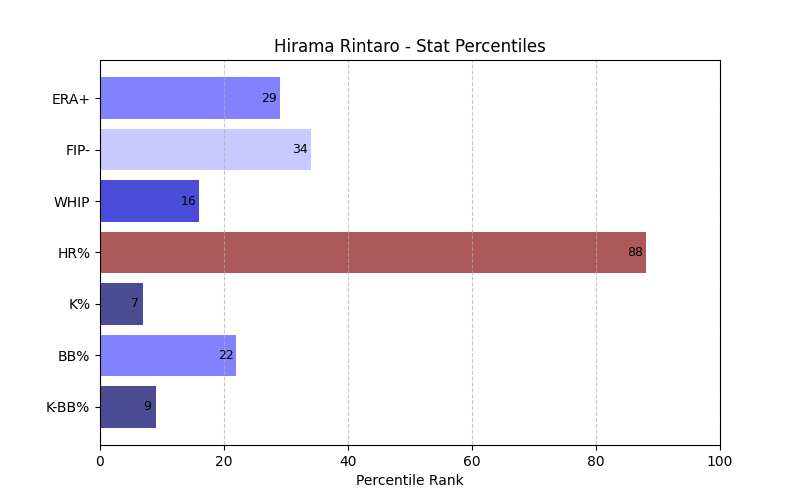 Hirama Rintaro - Stat Percentiles
ERA+ 29
FIP- 34
WHIP 16
HR% 88
K% 7
BB% 22
K-BB% 9
0 20 40 60 80 100
Percentile Rank